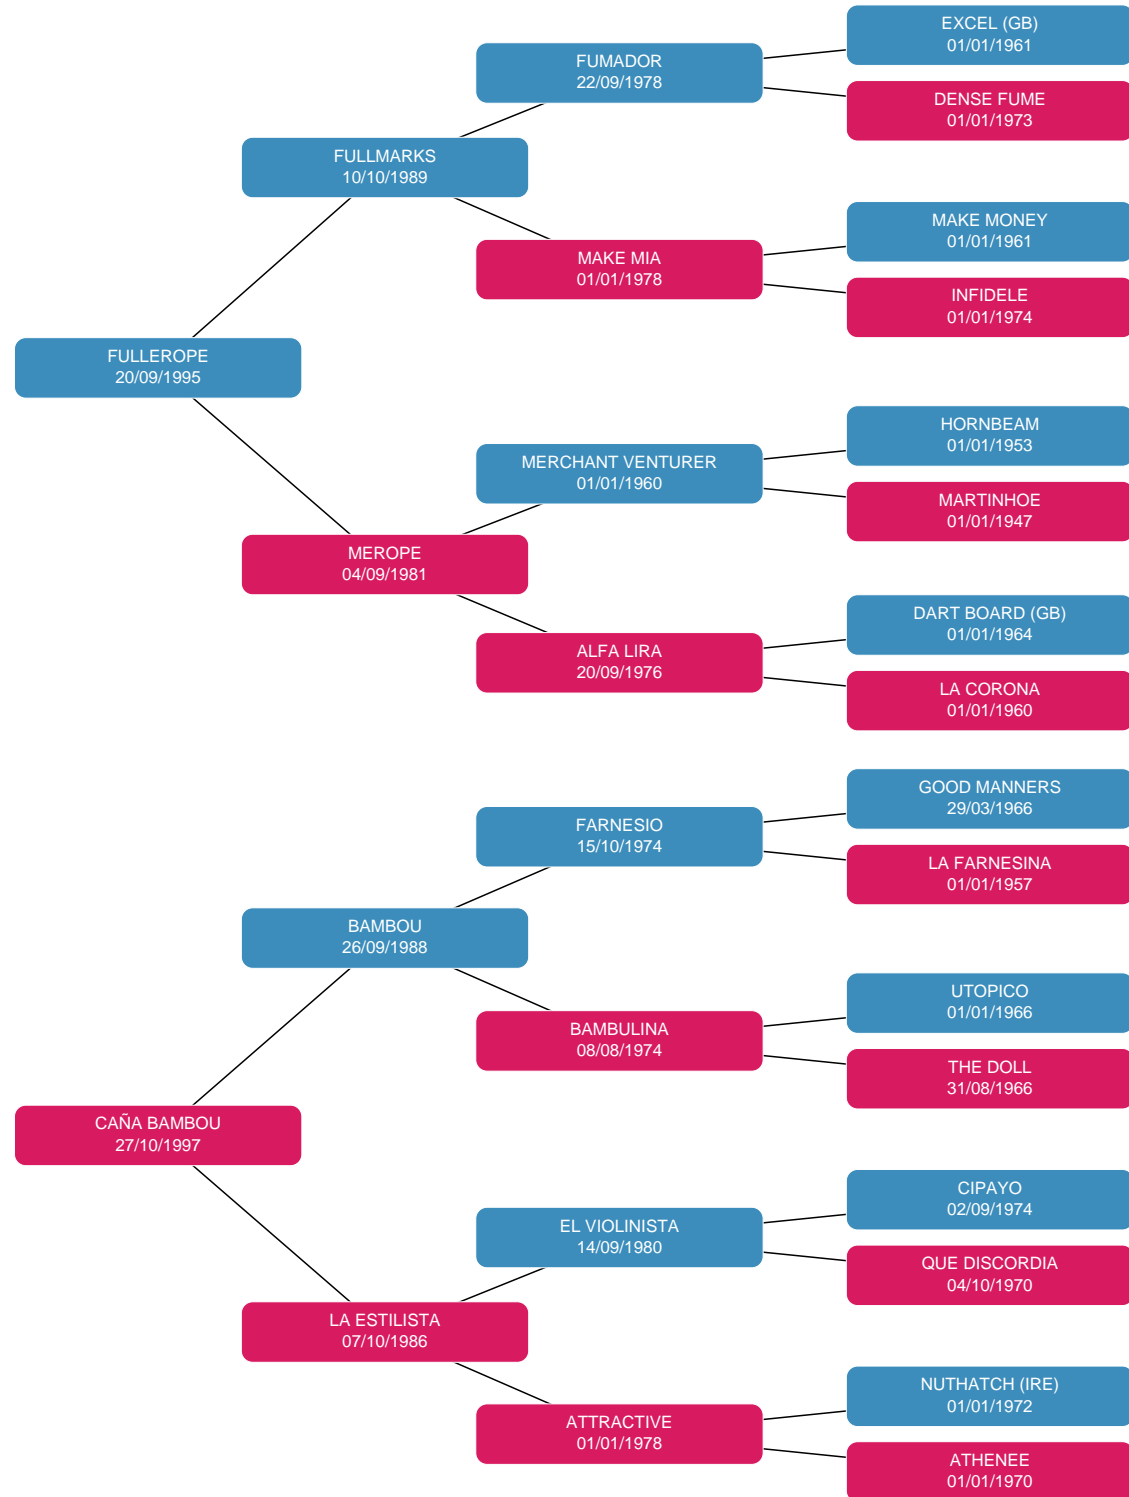 EXCEL (GB)
01/01/1961
FUMADOR
22/09/1978
DENSE FUME
01/01/1973
FULLMARKS
10/10/1989
MAKE MONEY
01/01/1961
MAKE MIA
01/01/1978
INFIDELE
01/01/1974
FULLEROPE
20/09/1995
HORNBEAM
01/01/1953
MERCHANT VENTURER
01/01/1960
MARTINHOE
01/01/1947
MEROPE
04/09/1981
DART BOARD (GB)
01/01/1964
ALFA LIRA
20/09/1976
LA CORONA
01/01/1960
GOOD MANNERS
29/03/1966
FARNESIO
15/10/1974
LA FARNESINA
01/01/1957
BAMBOU
26/09/1988
UTOPICO
01/01/1966
BAMBULINA
08/08/1974
THE DOLL
31/08/1966
CAÑA BAMBOU
27/10/1997
CIPAYO
02/09/1974
EL VIOLINISTA
14/09/1980
QUE DISCORDIA
04/10/1970
LA ESTILISTA
07/10/1986
NUTHATCH (IRE)
01/01/1972
ATTRACTIVE
01/01/1978
ATHENEE
01/01/1970